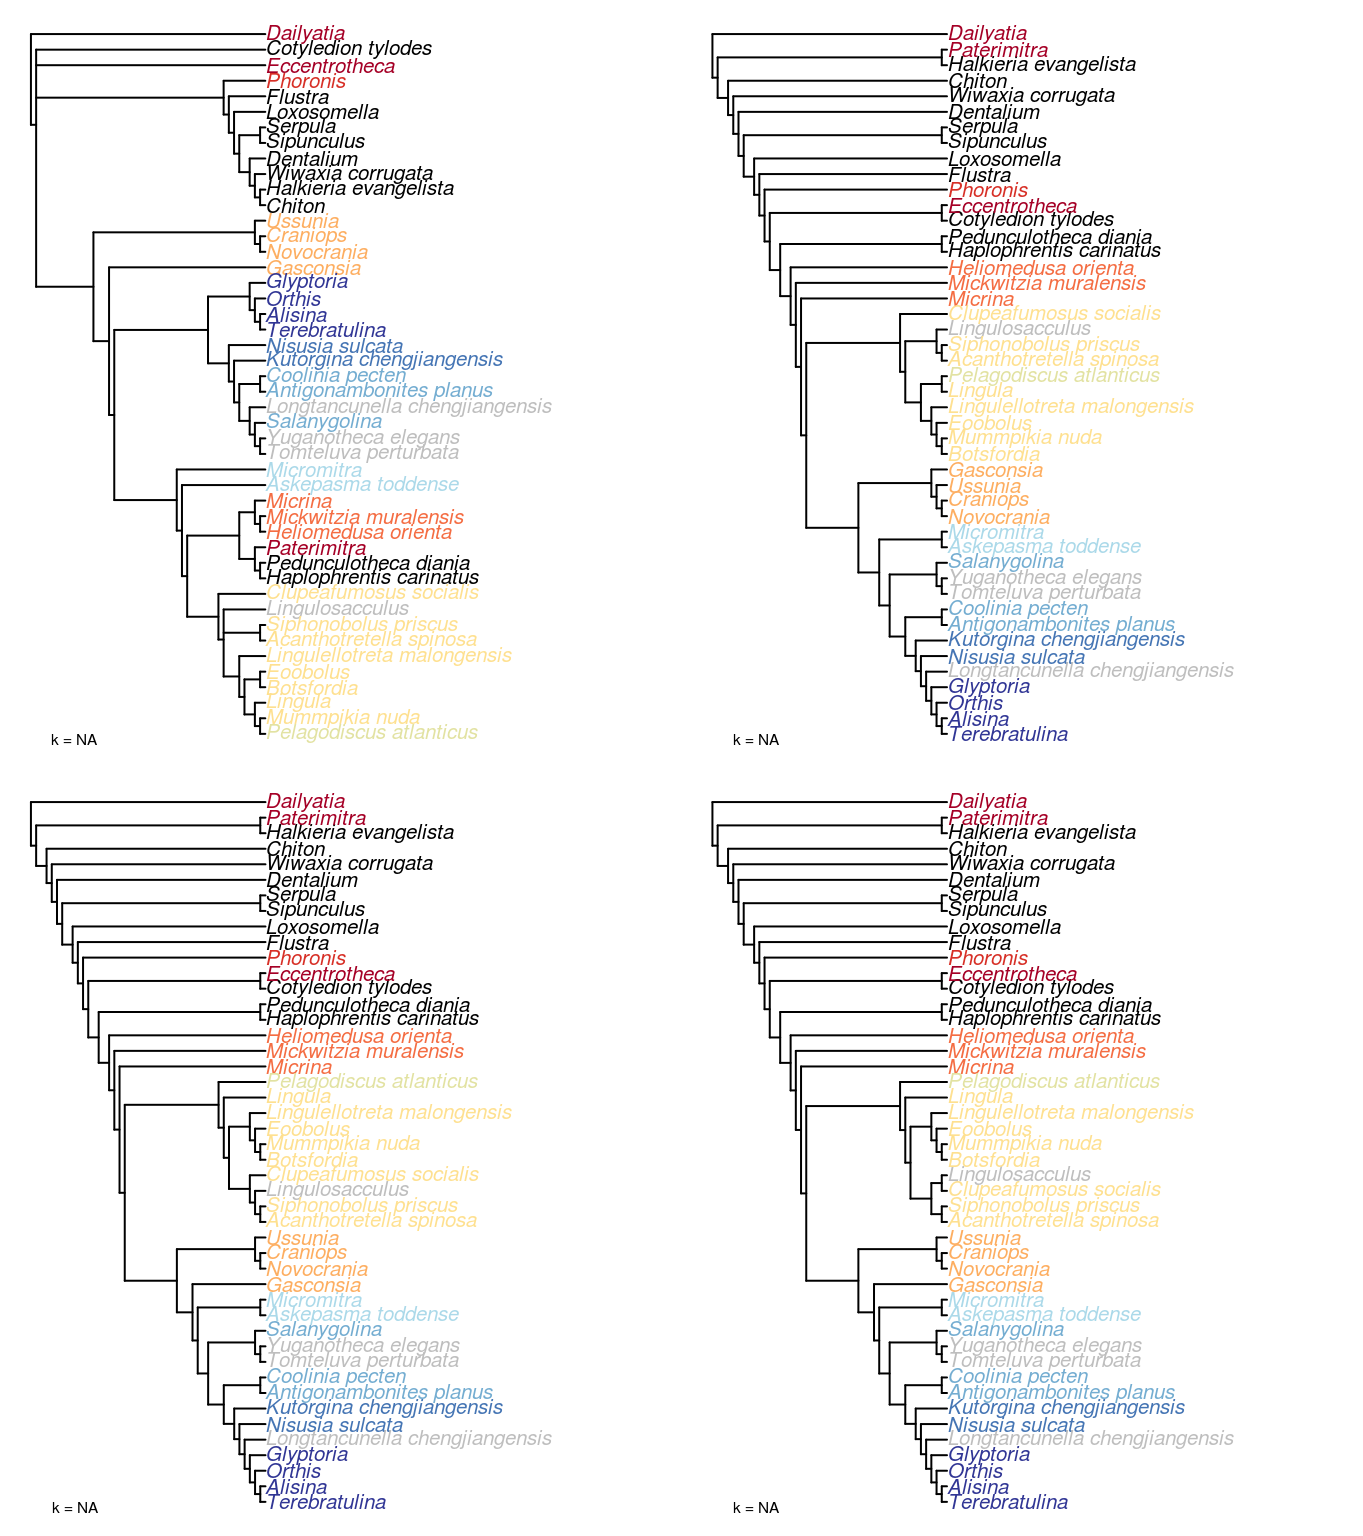 Dailyatia
Cotyledion tylodes
Eccentrotheca
Phoronis
Flustra
Loxosomella
Serpula
Sipunculus
Dentalium
Wiwaxia corrugata
Halkieria evangelista
Chiton
Ussunia
Craniops
Novocrania
Gasconsia
Glyptoria
Orthis
Alisina
Terebratulina
Nisusia sulcata
Kutorgina chengjiangensis
Coolinia pecten
Antigonambonites planus
Longtancunella chengjiangensis
Salanygolina
Yuganotheca elegans
Tomteluva perturbata
Micromitra
Askepasma toddense
Micrina
Mickwitzia muralensis
Heliomedusa orienta
Paterimitra
Pedunculotheca diania
Haplophrentis carinatus
Clupeafumosus socialis
Lingulosacculus
Siphonobolus priscus
Acanthotretella spinosa
Lingulellotreta malongensis
Eoobolus
Botsfordia
Lingula
Mummpikia nuda
Pelagodiscus atlanticus
k = NA
Dailyatia
Paterimitra
Halkieria evangelista
Chiton
Wiwaxia corrugata
Dentalium
Serpula
Sipunculus
Loxosomella
Flustra
Phoronis
Eccentrotheca
Cotyledion tylodes
Pedunculotheca diania
Haplophrentis carinatus
Heliomedusa orienta
Mickwitzia muralensis
Micrina
Clupeafumosus socialis
Lingulosacculus
Siphonobolus priscus
Acanthotretella spinosa
Pelagodiscus atlanticus
Lingula
Lingulellotreta malongensis
Eoobolus
Mummpikia nuda
Botsfordia
Gasconsia
Ussunia
Craniops
Novocrania
Micromitra
Askepasma toddense
Salanygolina
Yuganotheca elegans
Tomteluva perturbata
Coolinia pecten
Antigonambonites planus
Kutorgina chengjiangensis
Nisusia sulcata
Longtancunella chengjiangensis
Glyptoria
Orthis
Alisina
Terebratulina
k = NA
Dailyatia
Paterimitra
Halkieria evangelista
Chiton
Wiwaxia corrugata
Dentalium
Serpula
Sipunculus
Loxosomella
Flustra
Phoronis
Eccentrotheca
Cotyledion tylodes
Pedunculotheca diania
Haplophrentis carinatus
Heliomedusa orienta
Mickwitzia muralensis
Micrina
Pelagodiscus atlanticus
Lingula
Lingulellotreta malongensis
Eoobolus
Mummpikia nuda
Botsfordia
Clupeafumosus socialis
Lingulosacculus
Siphonobolus priscus
Acanthotretella spinosa
Ussunia
Craniops
Novocrania
Gasconsia
Micromitra
Askepasma toddense
Salanygolina
Yuganotheca elegans
Tomteluva perturbata
Coolinia pecten
Antigonambonites planus
Kutorgina chengjiangensis
Nisusia sulcata
Longtancunella chengjiangensis
Glyptoria
Orthis
Alisina
Terebratulina
k = NA
Dailyatia
Paterimitra
Halkieria evangelista
Chiton
Wiwaxia corrugata
Dentalium
Serpula
Sipunculus
Loxosomella
Flustra
Phoronis
Eccentrotheca
Cotyledion tylodes
Pedunculotheca diania
Haplophrentis carinatus
Heliomedusa orienta
Mickwitzia muralensis
Micrina
Pelagodiscus atlanticus
Lingula
Lingulellotreta malongensis
Eoobolus
Mummpikia nuda
Botsfordia
Lingulosacculus
Clupeafumosus socialis
Siphonobolus priscus
Acanthotretella spinosa
Ussunia
Craniops
Novocrania
Gasconsia
Micromitra
Askepasma toddense
Salanygolina
Yuganotheca elegans
Tomteluva perturbata
Coolinia pecten
Antigonambonites planus
Kutorgina chengjiangensis
Nisusia sulcata
Longtancunella chengjiangensis
Glyptoria
Orthis
Alisina
Terebratulina
k = NA